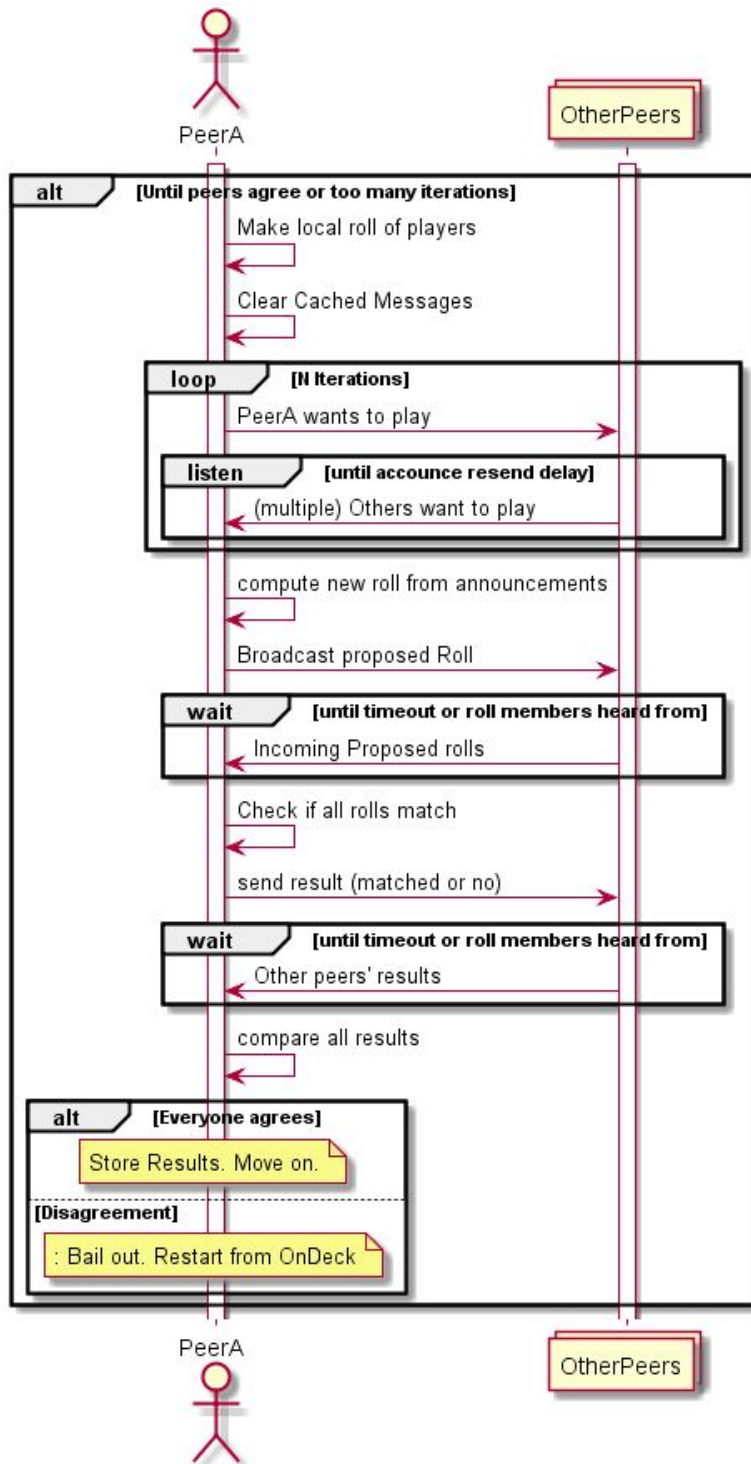 PeerA
OtherPeers
alt [Until peers agree or too many iterations]
Make local roll of players
Clear Cached Messages
loop [N Iterations]
PeerA wants to play
listen [until accounce resend delay]
(multiple) Others want to play
compute new roll from announcements
Broadcast proposed Roll
wait [until timeout or roll members heard from]
Incoming Proposed rolls
Check if all rolls match
send result (matched or no)
wait [until timeout or roll members heard from]
Other peers' results
compare all results
alt [Everyone agrees]
Store Results. Move on.
[Disagreement]
: Bail out. Restart from OnDeck
PeerA
OtherPeers